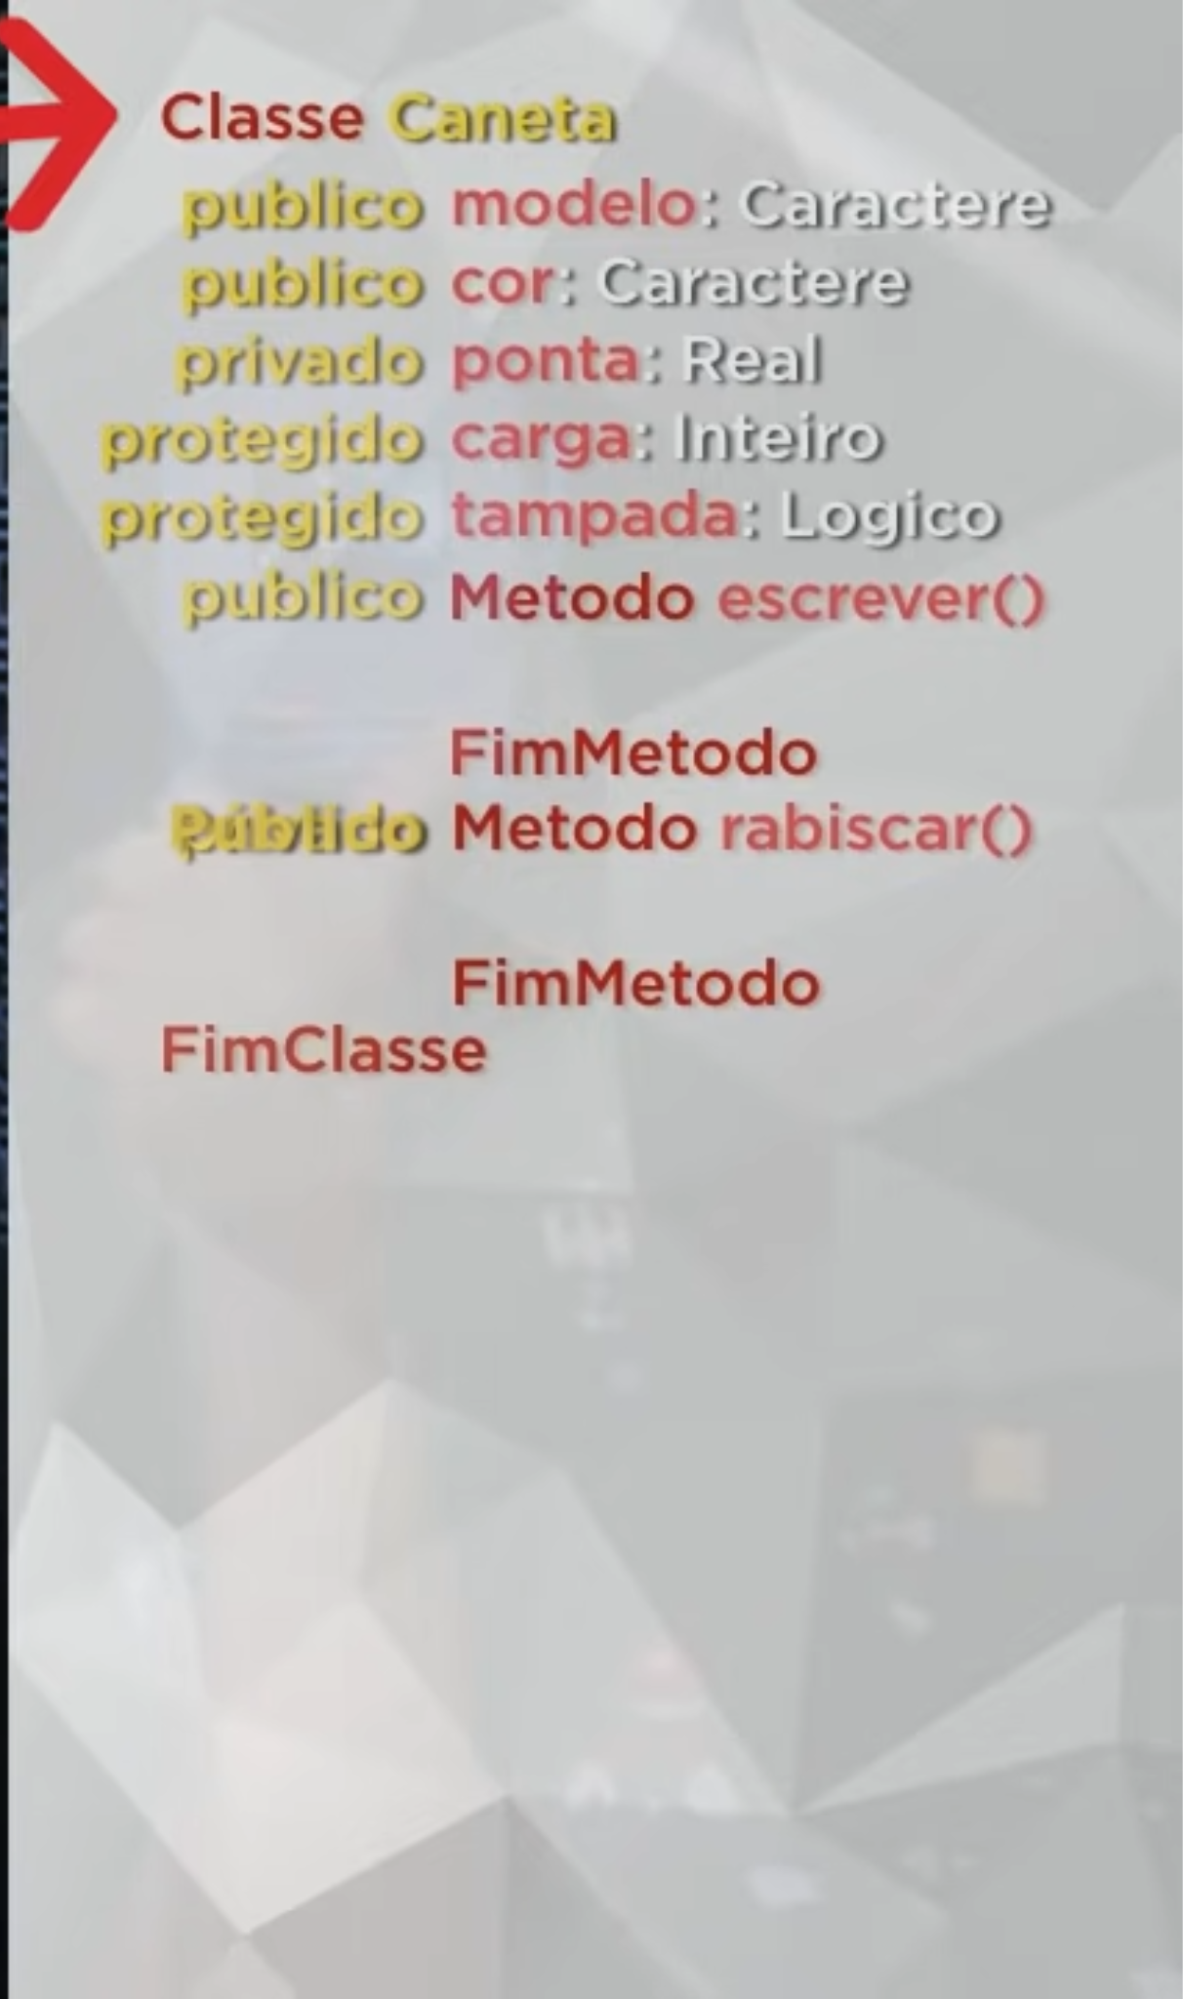 Classe Caneta
publico modelo: Caractere
publico cor: Caractere
privado ponta: Real
protegido carga: Inteiro
protegido tampada: Logico
publico Metodo escrever()
FimMetodo
Metodo rabiscar()
FimMetodo
FimClasse